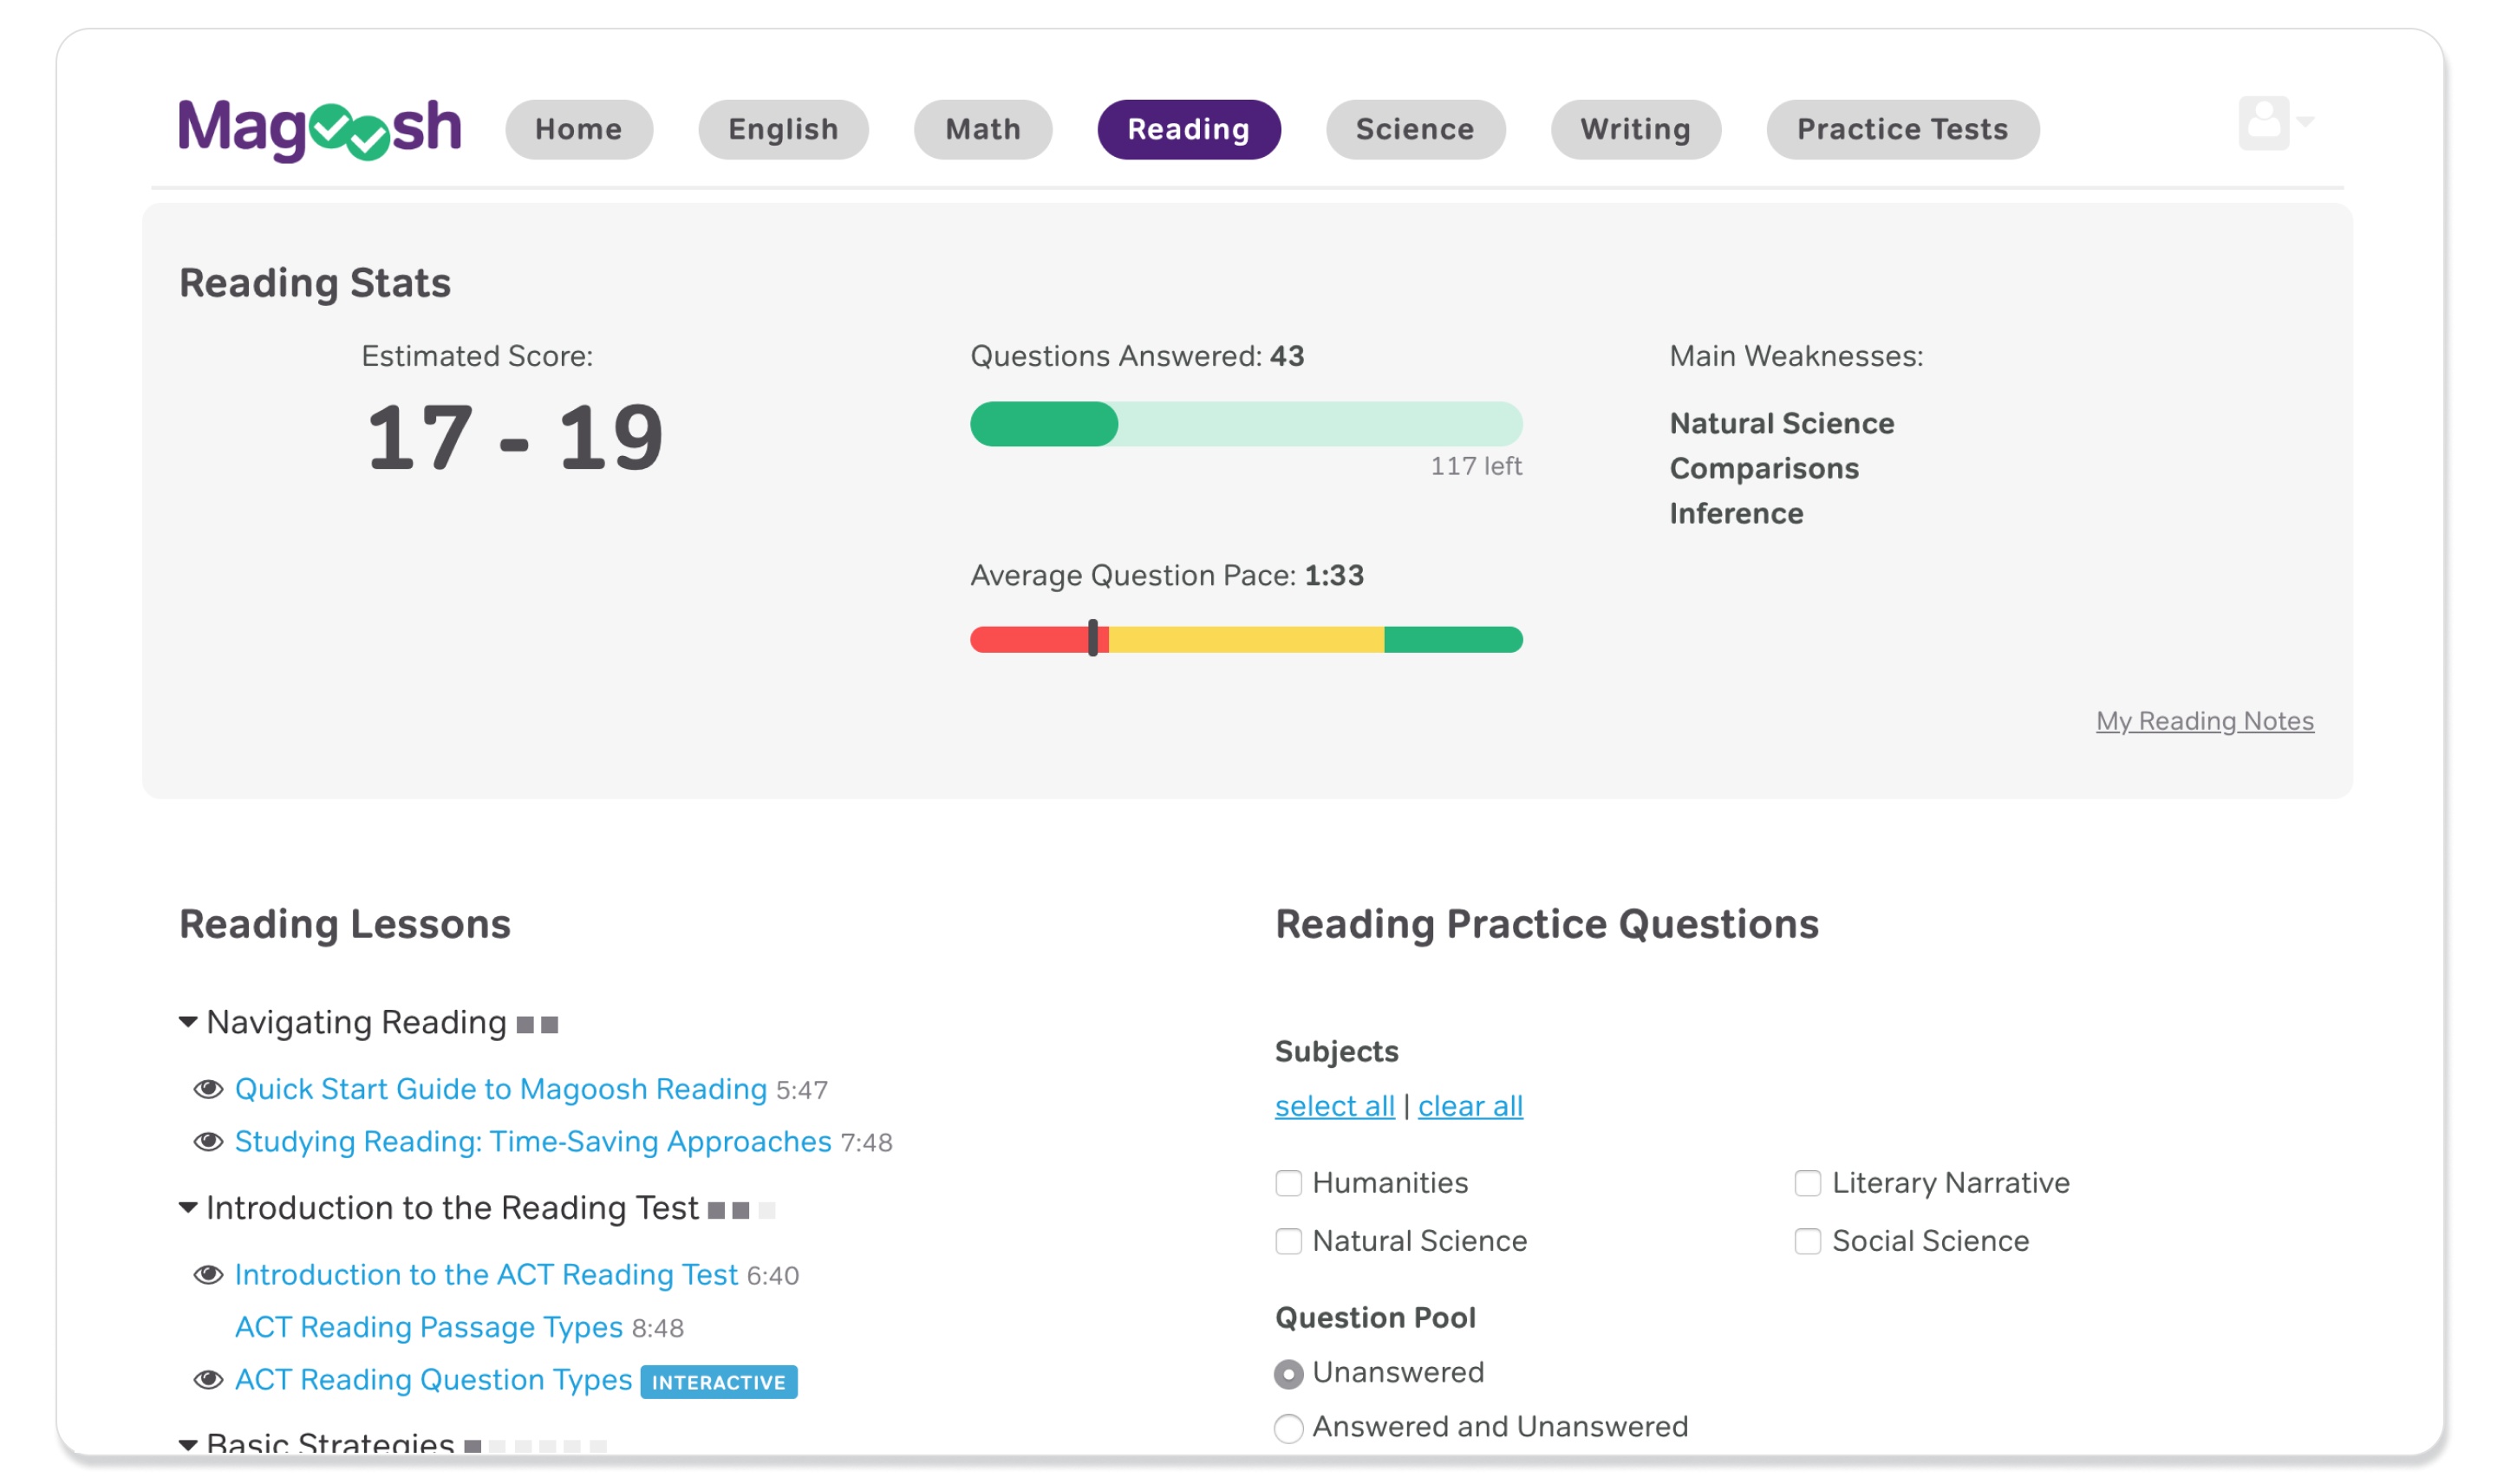 Magoosh Home English Math Reading Science Writing Practice Tests
Reading Stats
Estimated Score:
17 - 19
Questions Answered: 43
117 left
Average Question Pace: 1:33
Main Weaknesses:
Natural Science
Comparisons
Inference
My Reading Notes
Reading Lessons
Navigating Reading
Quick Start Guide to Magoosh Reading 5:47
Studying Reading: Time-Saving Approaches 7:48
Introduction to the Reading Test
Introduction to the ACT Reading Test 6:40
ACT Reading Passage Types 8:48
ACT Reading Question Types INTERACTIVE
Basic Strategies
Reading Practice Questions
Subjects
select all | clear all
Humanities
Literary Narrative
Natural Science
Social Science
Question Pool
Unanswered
Answered and Unanswered